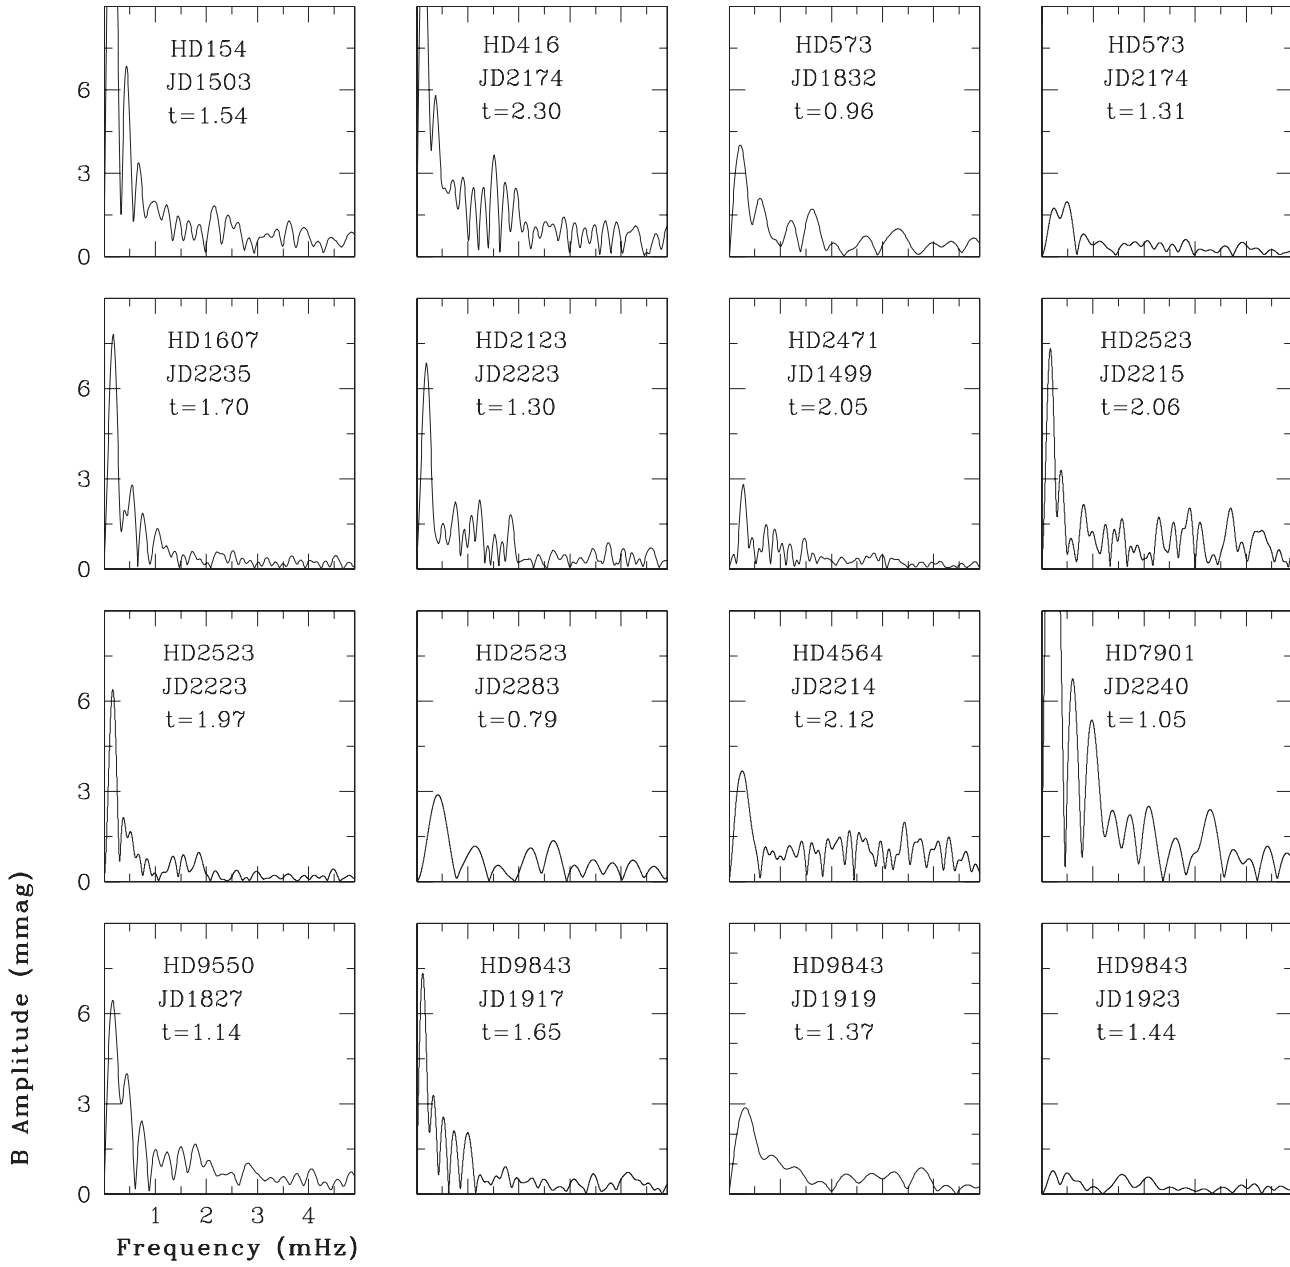 HD154
JD1503
t=1.54
HD416
JD2174
t=2.30
HD573
JD1832
t=0.96
HD573
JD2174
t=1.31
6
3
0
HD1607
JD2235
t=1.70
HD2123
JD2223
t=1.30
HD2471
JD1499
t=2.05
HD2523
JD2215
t=2.06
6
3
0
HD2523
JD2223
t=1.97
HD2523
JD2283
t=0.79
HD4564
JD2214
t=2.12
HD7901
JD2240
t=1.05
6
3
0
HD9550
JD1827
t=1.14
HD9843
JD1917
t=1.65
HD9843
JD1919
t=1.37
HD9843
JD1923
t=1.44
6
3
0
1 2 3 4
Frequency (mHz)
B Amplitude (mmag)